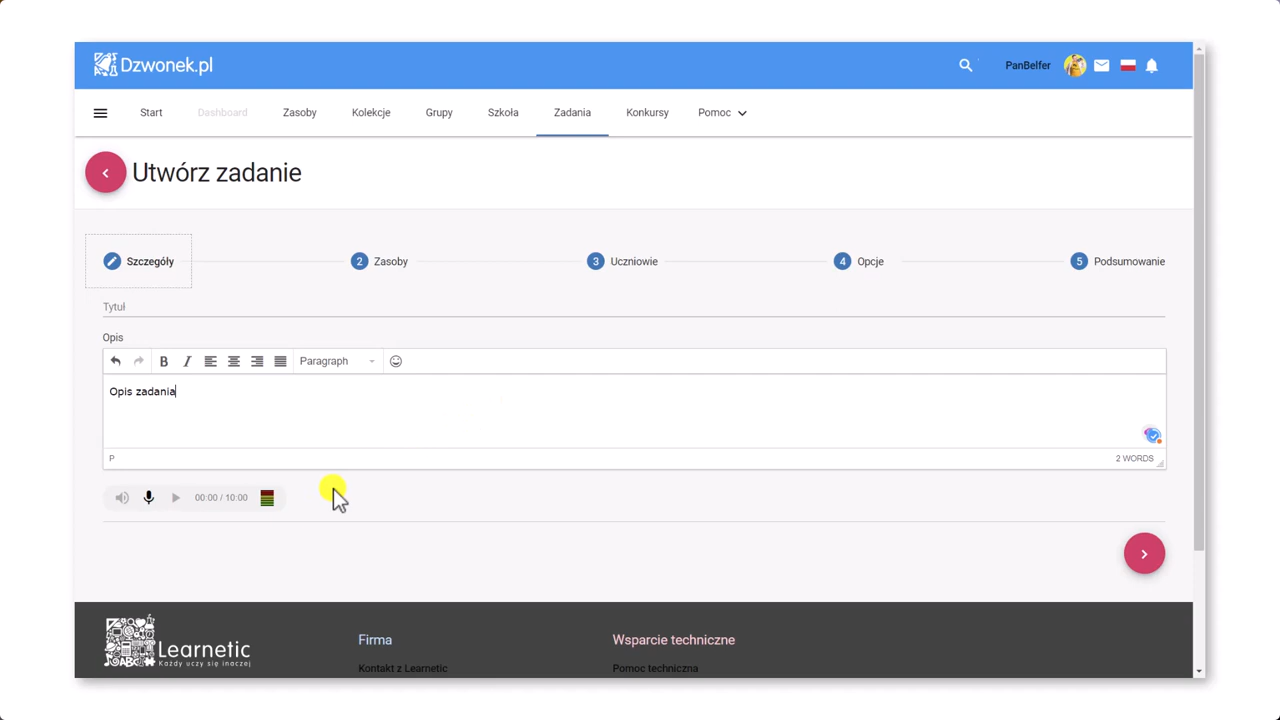 Dzwonek.pl
PanBelfer
Start Dashboard Zasoby Kolekcje Grupy Szkoła Zadania Konkursy Pomoc
Utwórz zadanie
Szczegóły 2 Zasoby 3 Uczniowie 4 Opcje 5 Podsumowanie
Tytuł
Opis
B I Paragraph
Opis zadania
P 2 WORDS
00:00 / 10:00
ABC Learnetic
Każdy uczy się inaczej
Firma Wsparcie techniczne
Kontakt z Learnetic Pomoc techniczna